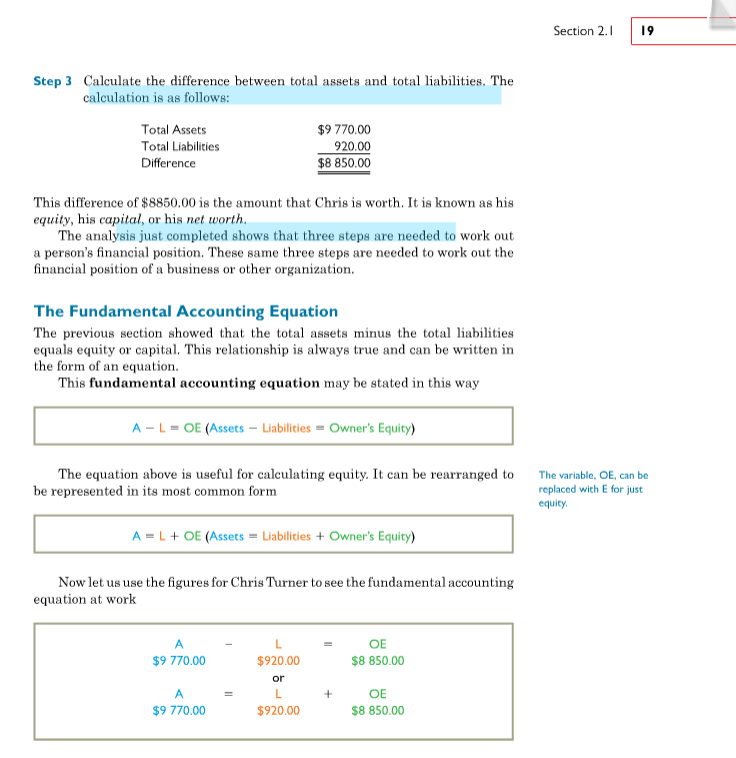 Section 2.1 19
Step 3 Calculate the difference between total assets and total liabilities. The
calculation is as follows:
Total Assets $9 770.00
Total Liabilities 920.00
Difference $8 850.00
This difference of $8850.00 is the amount that Chris is worth. It is known as his
equity, his capital, or his net worth.
The analysis just completed shows that three steps are needed to work out
a person's financial position. These same three steps are needed to work out the
financial position of a business or other organization.
The Fundamental Accounting Equation
The previous section showed that the total assets minus the total liabilities
equals equity or capital. This relationship is always true and can be written in
the form of an equation.
This fundamental accounting equation may be stated in this way
A – L = OE (Assets – Liabilities = Owner's Equity)
The equation above is useful for calculating equity. It can be rearranged to
be represented in its most common form
The variable, OE, can be
replaced with E for just
equity.
A = L + OE (Assets = Liabilities + Owner's Equity)
Now let us use the figures for Chris Turner to see the fundamental accounting
equation at work
A – L = OE
$9 770.00 $920.00 $8 850.00
or
A = L + OE
$9 770.00 $920.00 $8 850.00